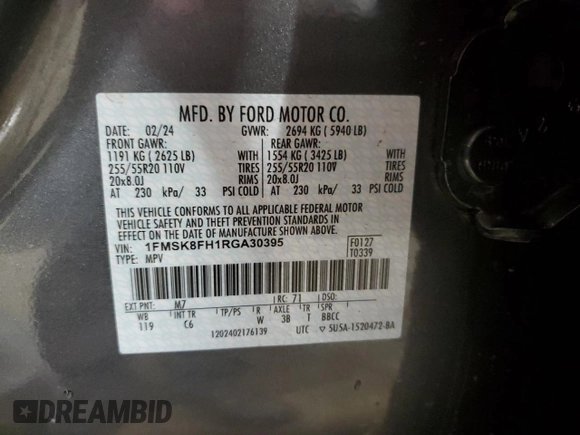 MFD. BY FORD MOTOR CO.
DATE: 02/24 GVWR: 2694 KG ( 5940 LB)
FRONT GAWR: REAR GAWR:
1191 KG ( 2625 LB) WITH 1554 KG ( 3425 LB) WITH
255/55R20 110V TIRES 255/55R20 110V TIRES
20x8.0J RIMS 20x8.0J RIMS
AT 230 kPa/ 33 PSI COLD AT 230 kPa/ 33 PSI COLD
THIS VEHICLE CONFORMS TO ALL APPLICABLE FEDERAL MOTOR
VEHICLE SAFETY AND THEFT PREVENTION STANDARDS IN
EFFECT ON THE DATE OF MANUFACTURE SHOWN ABOVE.
VIN: 1FMSK8FH1RGA30395 F0127
TYPE: MPV T0339
EXT PNT: M7 RC: 71 DSO:
WB INT TR TP/PS R AXLE TR SPR
119 C6 W 3B T BBCC
1202402176139 UTC ▽ SU5A-1520472-BA
DREAMBID